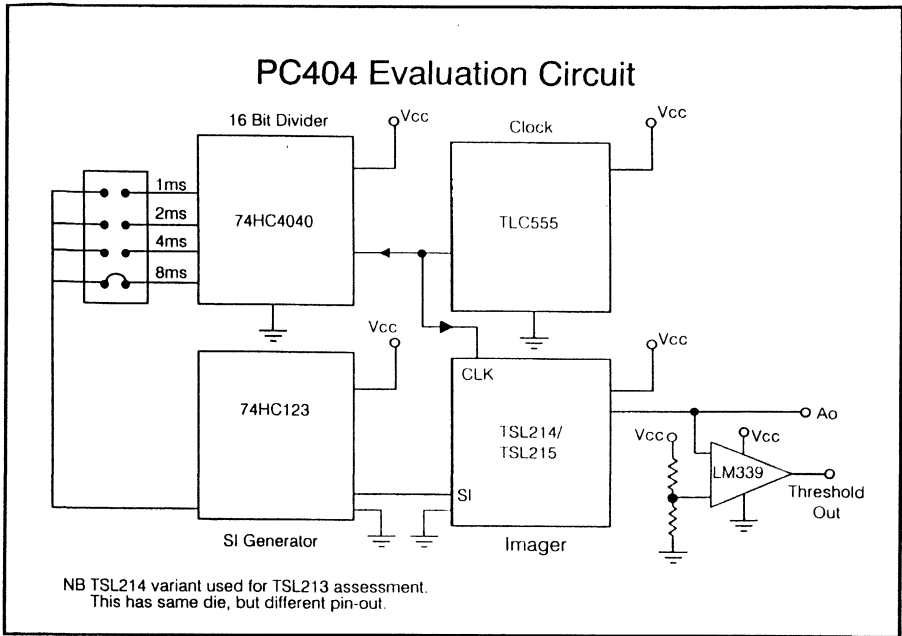 PC404 Evaluation Circuit
16 Bit Divider
Vcc
Clock
Vcc
1ms
2ms
4ms
8ms
74HC4040
TLC555
Vcc
74HC123
CLK
Vcc
TSL214/
TSL215
Ao
Vcc
Vcc
LM339
SI
Threshold
Out
SI Generator
Imager
NB TSL214 variant used for TSL213 assessment.
This has same die, but different pin-out.